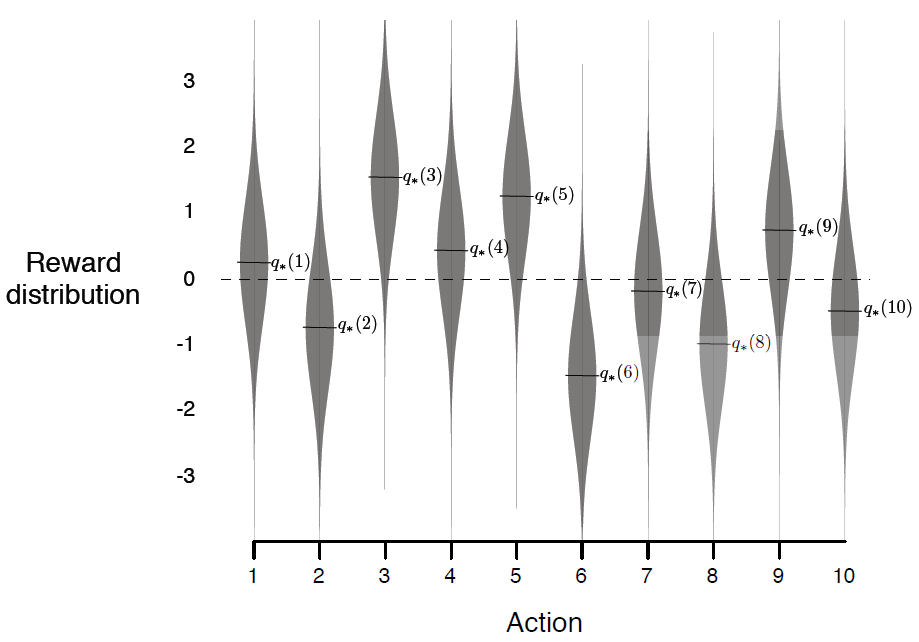 3
2
1
0
-1
-2
-3
Reward
distribution
q*(1)
q*(2)
q*(3)
q*(4)
q*(5)
q*(6)
q*(7)
q*(8)
q*(9)
q*(10)
1 2 3 4 5 6 7 8 9 10
Action